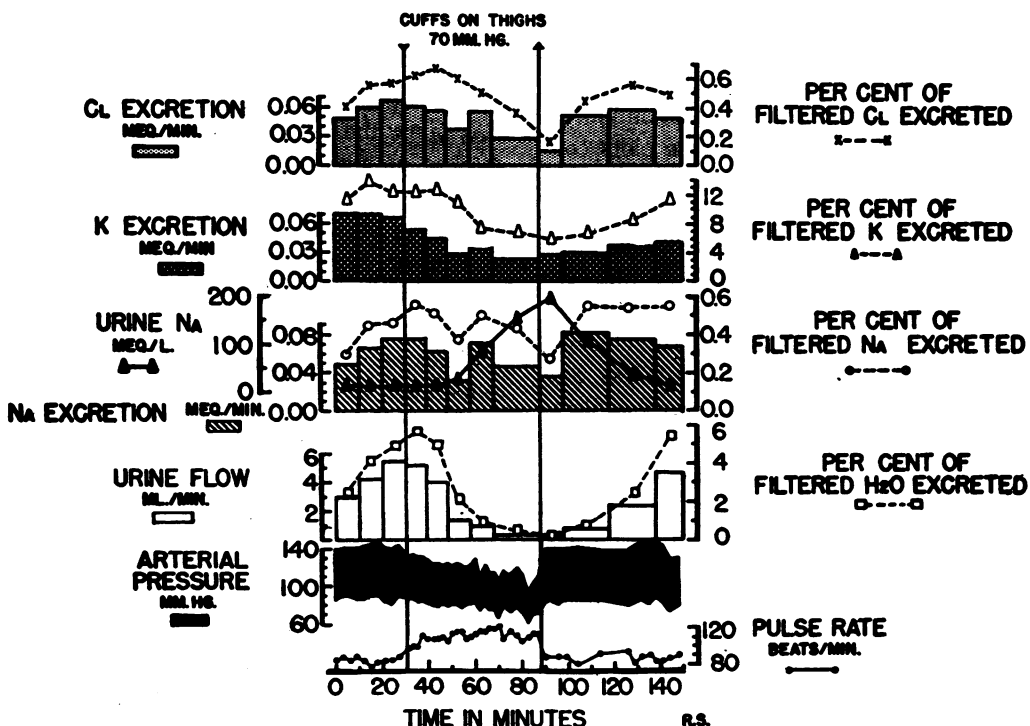 CUFFS ON THIGHS
70 MM. HG.
CL EXCRETION
MEQ./MIN.
0.06
0.03
0.00
0.6
0.4
0.2
0.0
PER CENT OF
FILTERED CL EXCRETED
x----x
K EXCRETION
MEQ./MIN
0.06
0.03
0.00
12
8
4
0
PER CENT OF
FILTERED K EXCRETED
URINE NA
MEQ./L.
200
100
0
0.08
0.04
0.00
0.6
0.4
0.2
0.0
PER CENT OF
FILTERED NA EXCRETED
NA EXCRETION MEQ./MIN.
URINE FLOW
ML./MIN.
6
4
2
6
4
2
0
PER CENT OF
FILTERED H2O EXCRETED
ARTERIAL
PRESSURE
MM. HG.
140
100
60
120
80
PULSE RATE
BEATS/MIN.
0 20 40 60 80 100 120 140
TIME IN MINUTES
R.S.